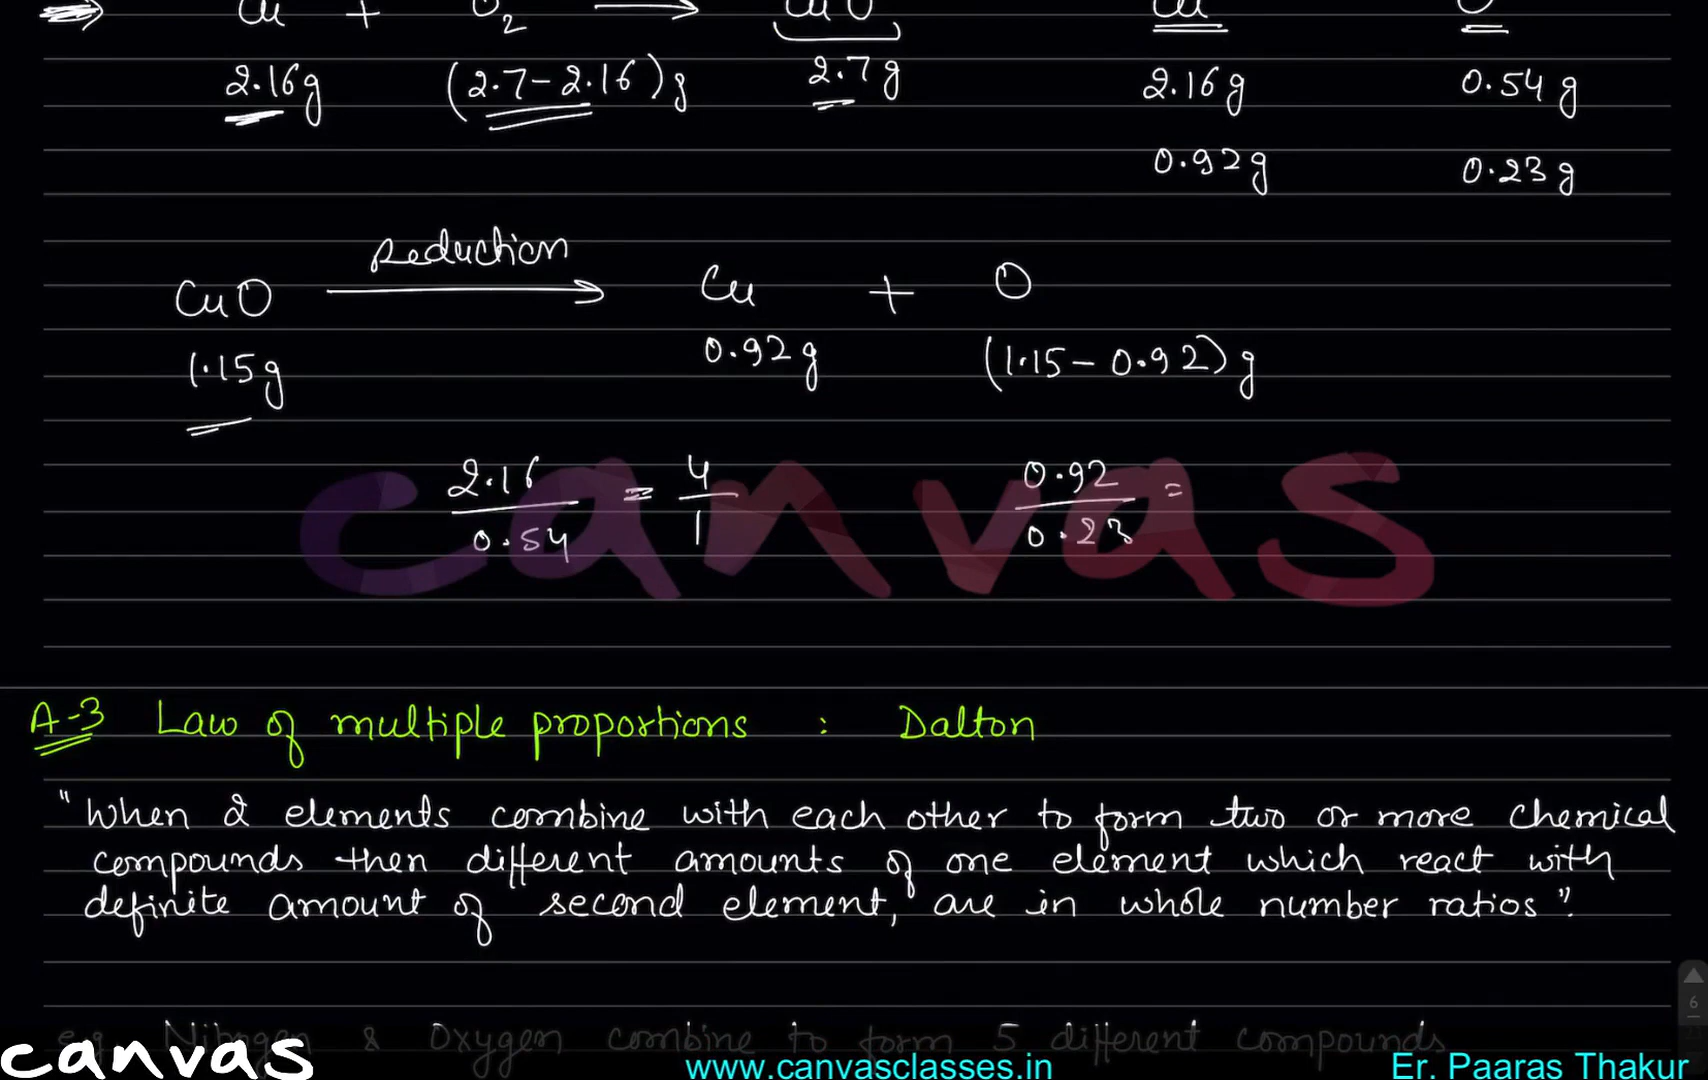 Cu + O2 → CuO Cu O
2.16g (2.7-2.16)g 2.7g 2.16g 0.54g
0.92g 0.23g
reduction
CuO → Cu + O
1.15g 0.92g (1.15-0.92)g
2.16/0.54 = 4/1 0.92/0.23 =
canvas
A-3 Law of multiple proportions : Dalton
"When 2 elements combine with each other to form two or more chemical
compounds then different amounts of one element which react with
definite amount of second element, are in whole number ratios".
e.g. Nitrogen & Oxygen combine to form 5 different compounds
canvas www.canvasclasses.in Er. Paaras Thakur
6